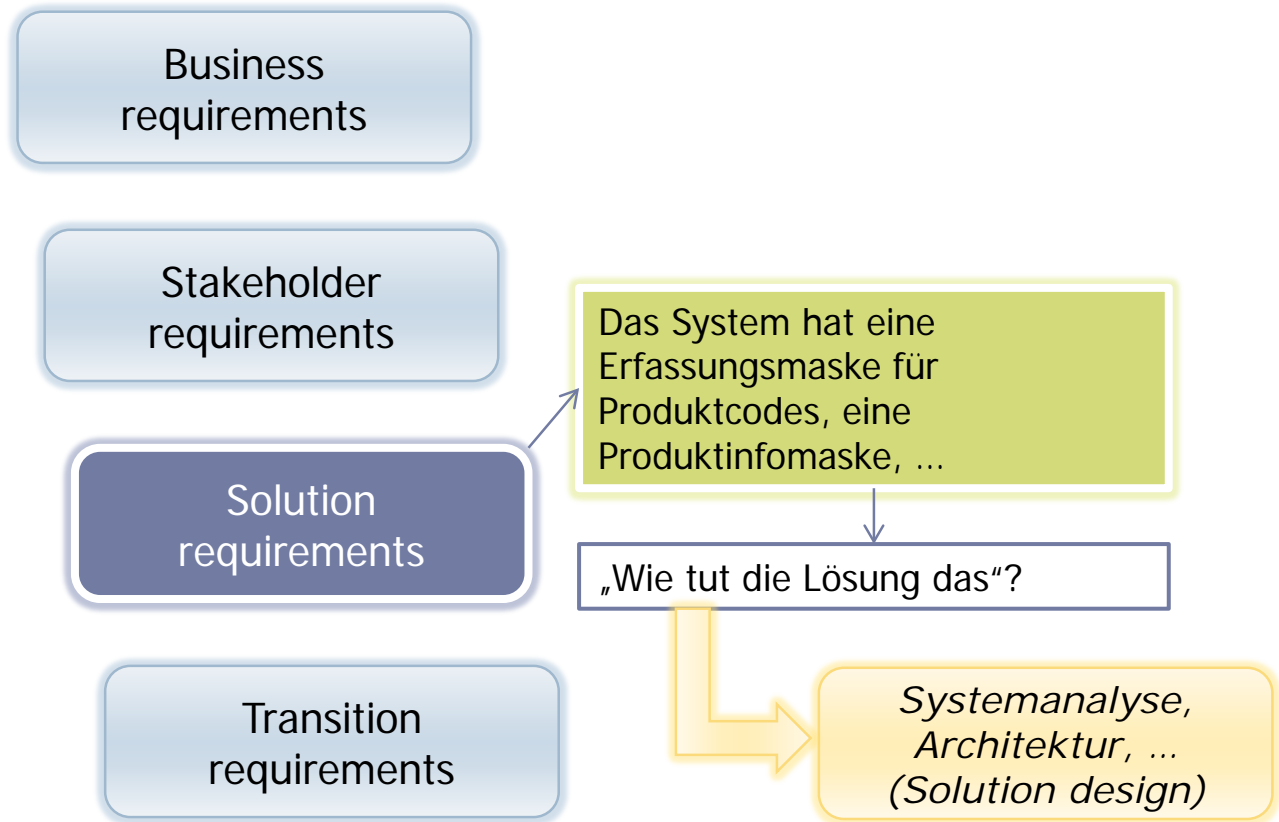 Business
requirements
Stakeholder
requirements
Das System hat eine
Erfassungsmaske für
Produktcodes, eine
Produktinfomaske, …
Solution
requirements
„Wie tut die Lösung das“?
Transition
requirements
Systemanalyse,
Architektur, …
(Solution design)